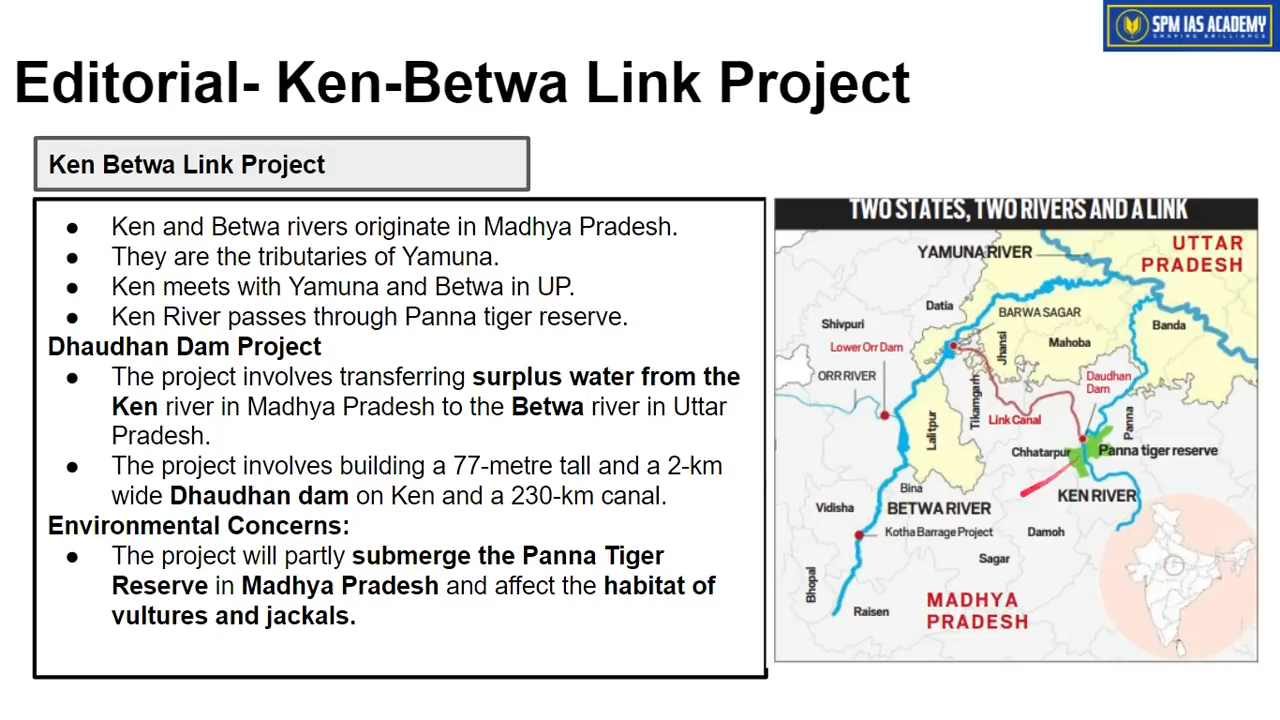 SPM IAS ACADEMY
SHAPING BRILLIANCE
Editorial- Ken-Betwa Link Project
Ken Betwa Link Project
● Ken and Betwa rivers originate in Madhya Pradesh.
● They are the tributaries of Yamuna.
● Ken meets with Yamuna and Betwa in UP.
● Ken River passes through Panna tiger reserve.
Dhaudhan Dam Project
● The project involves transferring surplus water from the
Ken river in Madhya Pradesh to the Betwa river in Uttar
Pradesh.
● The project involves building a 77-metre tall and a 2-km
wide Dhaudhan dam on Ken and a 230-km canal.
Environmental Concerns:
● The project will partly submerge the Panna Tiger
Reserve in Madhya Pradesh and affect the habitat of
vultures and jackals.
TWO STATES, TWO RIVERS AND A LINK
UTTAR
PRADESH
YAMUNA RIVER
Datia
BARWA SAGAR
Shivpuri
Banda
Lower Orr Dam
Jhansi
Mahoba
ORR RIVER
Daudhan
Dam
Tikamgarh
Link Canal
Lalitpur
Panna
Chhatarpur
Panna tiger reserve
Bina
KEN RIVER
Vidisha
BETWA RIVER
Kotha Barrage Project
Damoh
Sagar
Bhopal
Raisen
MADHYA
PRADESH